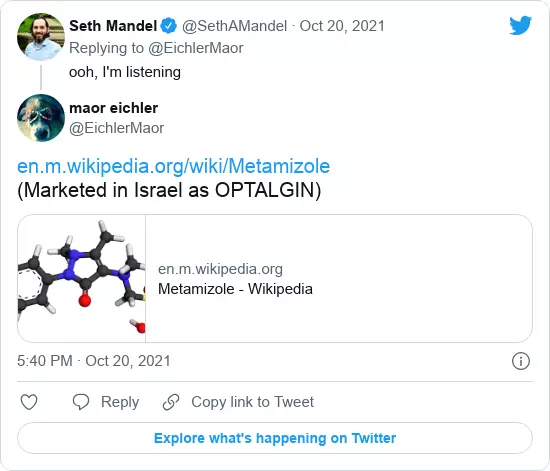 Seth Mandel @SethAMandel · Oct 20, 2021
Replying to @EichlerMaor
ooh, I'm listening
maor eichler
@EichlerMaor
en.m.wikipedia.org/wiki/Metamizole
(Marketed in Israel as OPTALGIN)
en.m.wikipedia.org
Metamizole - Wikipedia
5:40 PM · Oct 20, 2021
Reply
Copy link to Tweet
Explore what's happening on Twitter